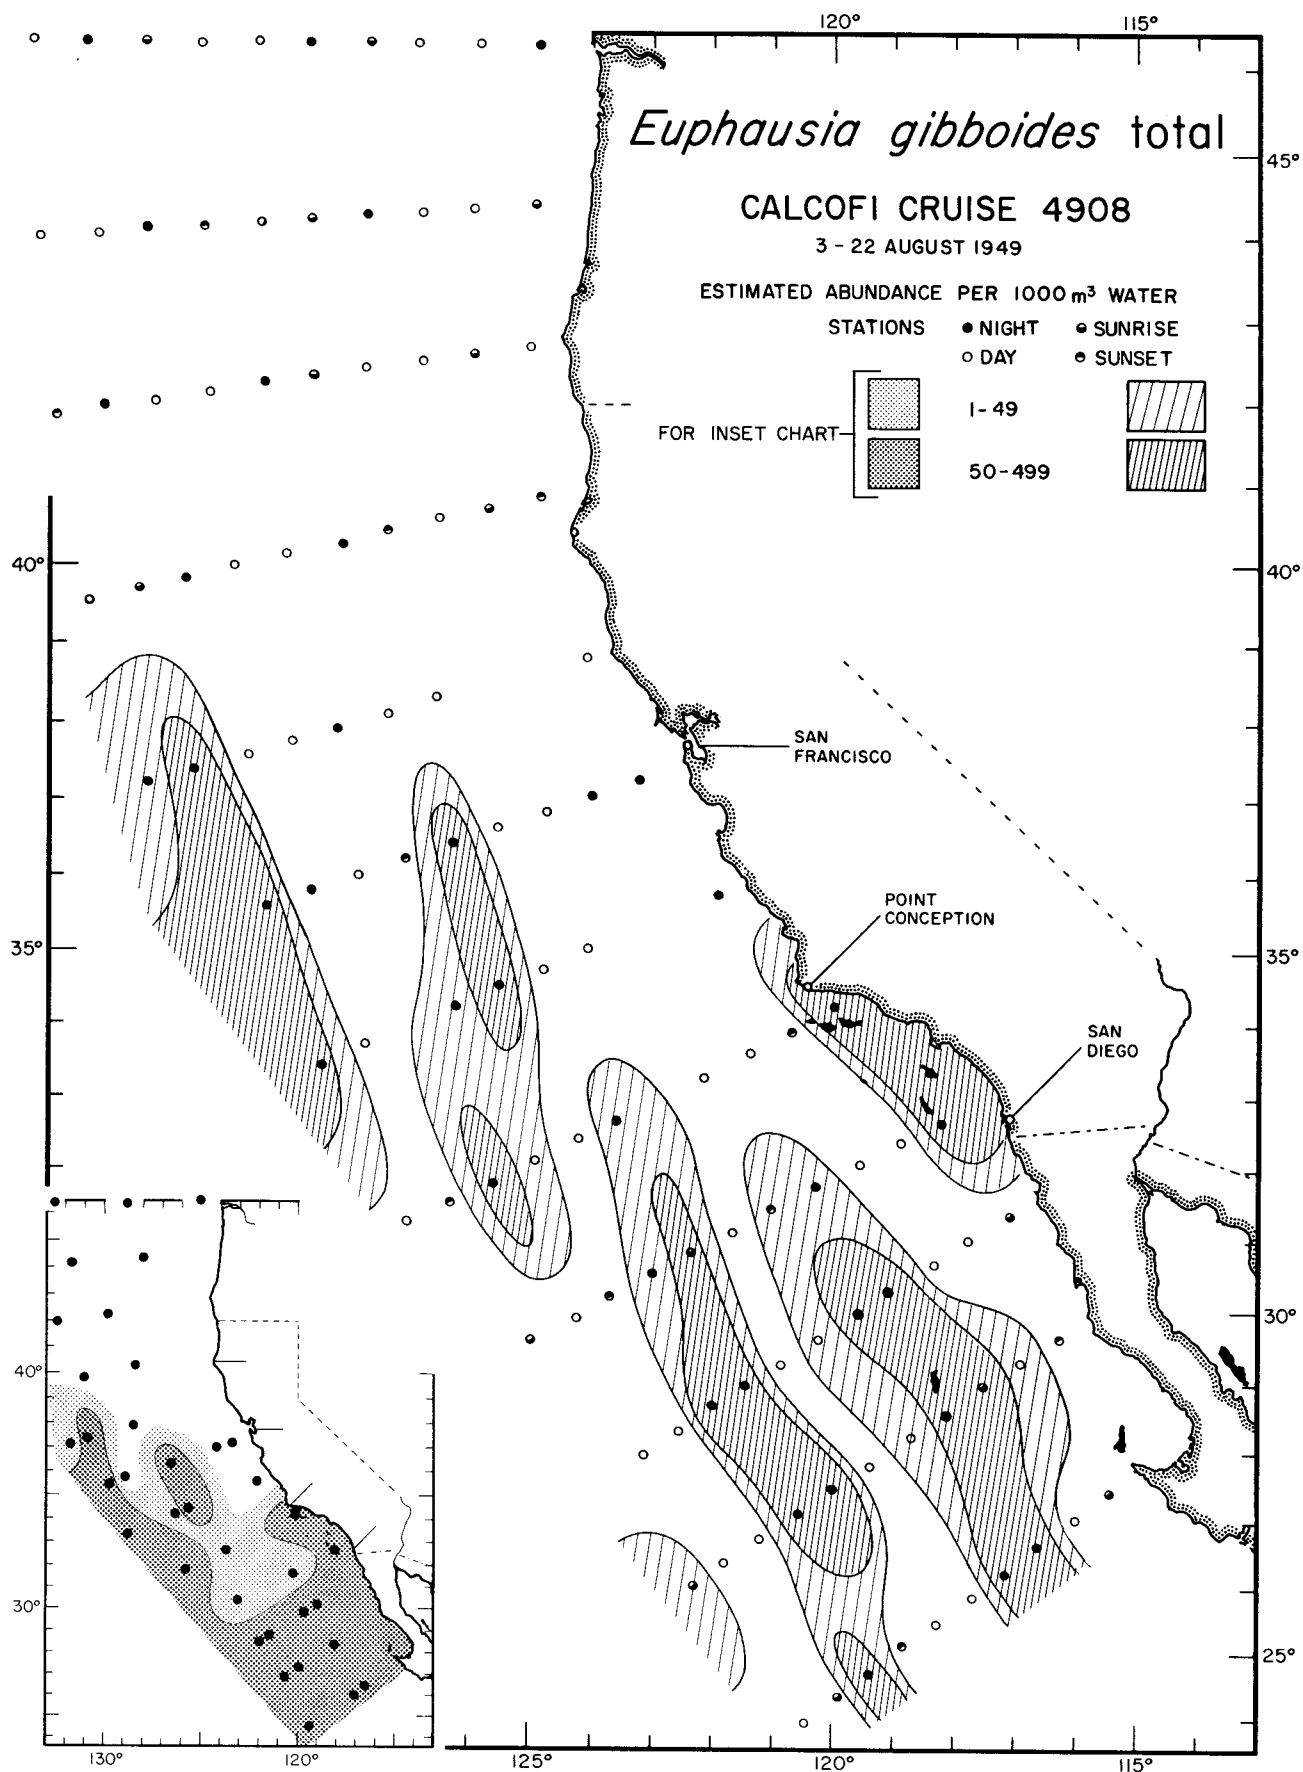 120° 115°
Euphausia gibboides total
45°
CALCOFI CRUISE 4908
3 - 22 AUGUST 1949
ESTIMATED ABUNDANCE PER 1000 m³ WATER
STATIONS NIGHT SUNRISE
DAY SUNSET
1 - 49
FOR INSET CHART
50 - 499
40° 40°
SAN
FRANCISCO
POINT
CONCEPTION
35° 35°
SAN
DIEGO
30°
40°
30°
25°
130° 120° 125° 120° 115°